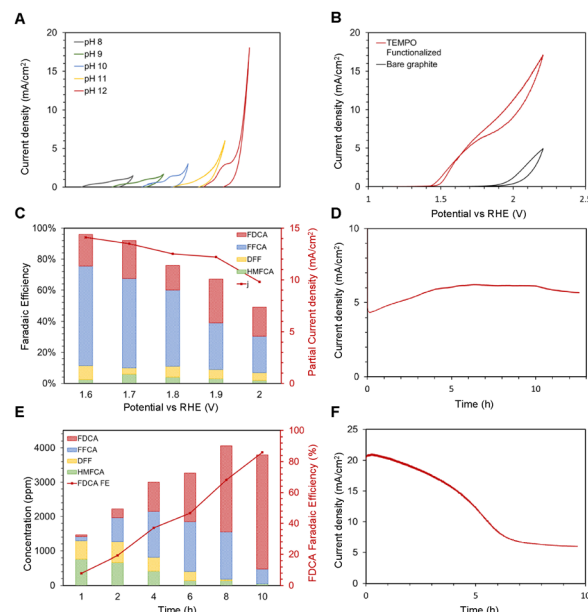 A
Current density (mA/cm²)
20
15
10
5
0
pH 8
pH 9
pH 10
pH 11
pH 12
B
Current density (mA/cm²)
20
15
10
5
0
TEMPO
Functionalized
Bare graphite
1
1.5
2
2.5
Potential vs RHE (V)
C
Faradaic Efficiency
100%
80%
60%
40%
20%
0%
FDCA
FFCA
DFF
HMFCA
j
15
10
5
0
Partial Current density (mA/cm²)
1.6
1.7
1.8
1.9
2
Potential vs RHE (V)
D
Current density (mA/cm²)
10
5
0
0
5
10
Time (h)
E
Concentration (ppm)
4000
3000
2000
1000
0
FDCA
FFCA
DFF
HMFCA
FDCA FE
100
80
60
40
20
0
FDCA Faradaic Efficiency (%)
1
2
4
6
8
10
Time (h)
F
Current density (mA/cm²)
25
20
15
10
5
0
0
5
10
Time (h)